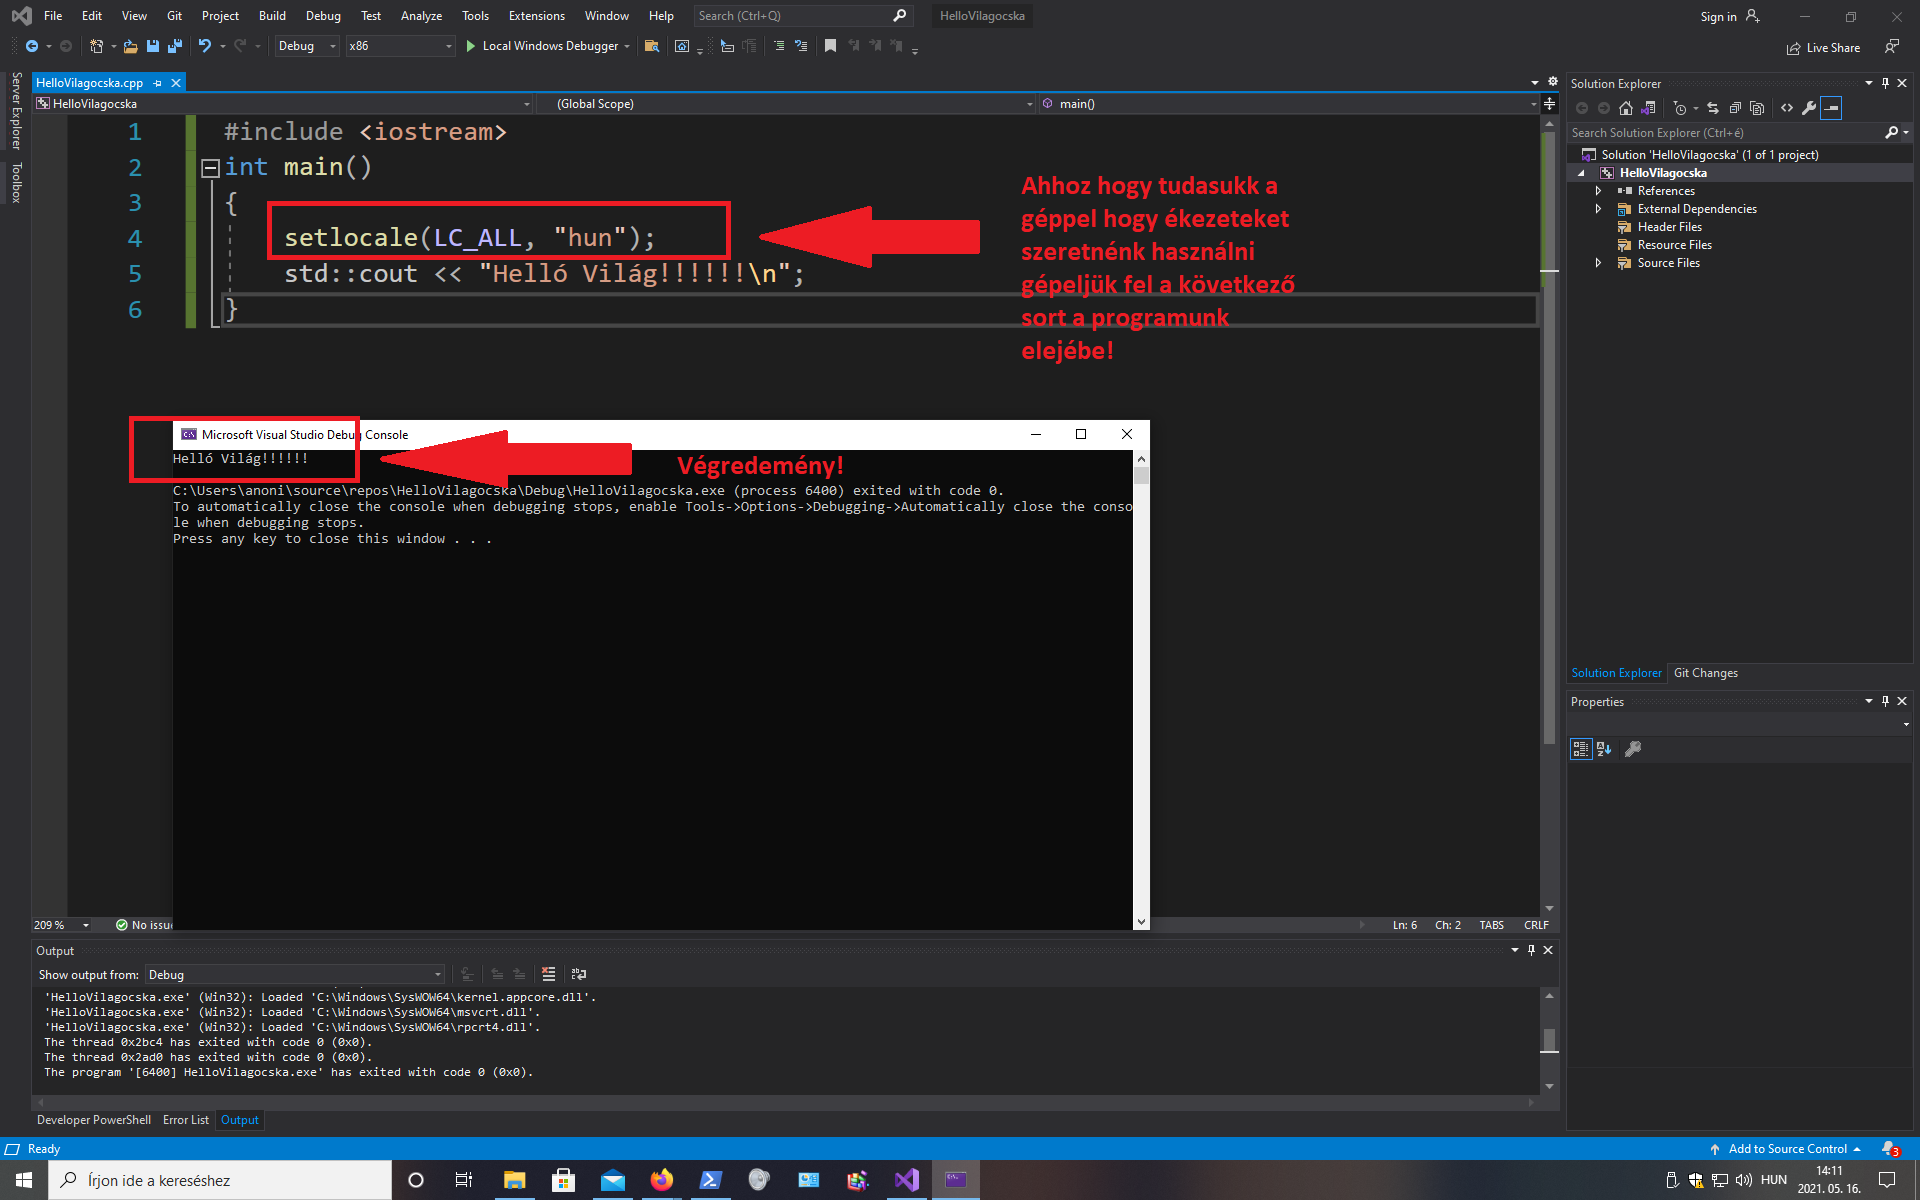 File Edit View Git Project Build Debug Test Analyze Tools Extensions Window Help Search (Ctrl+Q) HelloVilagocska Sign in
Debug x86 Local Windows Debugger Live Share
Server Explorer
Toolbox
HelloVilagocska.cpp
HelloVilagocska (Global Scope) main()
1 #include <iostream>
2 int main()
3 {
4 setlocale(LC_ALL, "hun");
5 std::cout << "Helló Világ!!!!!!\n";
6 }
Ahhoz hogy tudasukk a
géppel hogy ékezeteket
szeretnénk használni
gépeljük fel a következő
sort a programunk
elejébe!
Microsoft Visual Studio Debug Console
Helló Világ!!!!!!
Végredemény!
C:\Users\anoni\source\repos\HelloVilagocska\Debug\HelloVilagocska.exe (process 6400) exited with code 0.
To automatically close the console when debugging stops, enable Tools->Options->Debugging->Automatically close the conso
le when debugging stops.
Press any key to close this window . . .
209 % No issu Ln: 6 Ch: 2 TABS CRLF
Solution Explorer
Search Solution Explorer (Ctrl+é)
Solution 'HelloVilagocska' (1 of 1 project)
HelloVilagocska
References
External Dependencies
Header Files
Resource Files
Source Files
Solution Explorer Git Changes
Properties
Output
Show output from: Debug
'HelloVilagocska.exe' (Win32): Loaded 'C:\Windows\SysWOW64\kernel.appcore.dll'.
'HelloVilagocska.exe' (Win32): Loaded 'C:\Windows\SysWOW64\msvcrt.dll'.
'HelloVilagocska.exe' (Win32): Loaded 'C:\Windows\SysWOW64\rpcrt4.dll'.
The thread 0x2bc4 has exited with code 0 (0x0).
The thread 0x2ad0 has exited with code 0 (0x0).
The program '[6400] HelloVilagocska.exe' has exited with code 0 (0x0).
Developer PowerShell Error List Output
Ready Add to Source Control 3
Írjon ide a kereséshez HUN 14:11
2021. 05. 16.